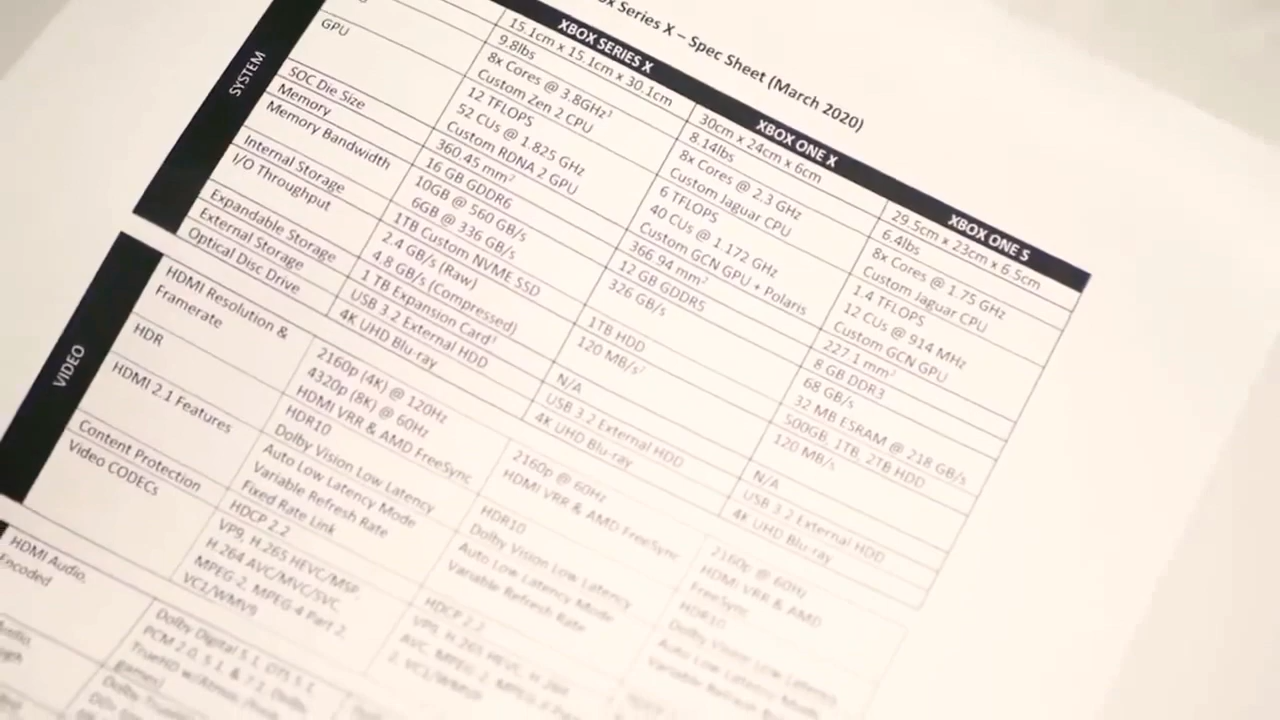 Series X – Spec Sheet (March 2020)
XBOX SERIES X
XBOX ONE X
XBOX ONE S
SYSTEM
15.1cm x 15.1cm x 30.1cm
30cm x 24cm x 6cm
29.5cm x 23cm x 6.5cm
9.8lbs
8.14lbs
6.4lbs
8x Cores @ 3.8GHz¹
Custom Zen 2 CPU
8x Cores @ 2.3 GHz
Custom Jaguar CPU
8x Cores @ 1.75 GHz
Custom Jaguar CPU
GPU
12 TFLOPS
52 CUs @ 1.825 GHz
Custom RDNA 2 GPU
6 TFLOPS
40 CUs @ 1.172 GHz
Custom GCN GPU + Polaris
1.4 TFLOPS
12 CUs @ 914 MHz
Custom GCN GPU
SOC Die Size
360.45 mm²
366.94 mm²
227.1 mm²
Memory
16 GB GDDR6
12 GB GDDR5
8 GB DDR3
Memory Bandwidth
10GB @ 560 GB/s
6GB @ 336 GB/s
326 GB/s
68 GB/s
32 MB ESRAM @ 218 GB/s
Internal Storage
1TB Custom NVME SSD
1TB HDD
500GB, 1TB, 2TB HDD
I/O Throughput
2.4 GB/s (Raw)
4.8 GB/s (Compressed)
120 MB/s
120 MB/s
Expandable Storage
1 TB Expansion Card
N/A
N/A
External Storage
USB 3.2 External HDD
USB 3.2 External HDD
USB 3.2 External HDD
Optical Disc Drive
4K UHD Blu-ray
4K UHD Blu-ray
4K UHD Blu-ray
VIDEO
HDMI Resolution &
Framerate
2160p (4K) @ 120Hz
4320p (8K) @ 60Hz
HDMI VRR & AMD FreeSync
2160p @ 60Hz
HDMI VRR & AMD FreeSync
2160p @ 60Hz
HDMI VRR & AMD
FreeSync
HDR
HDR10
Dolby Vision Low Latency
HDR10
Dolby Vision Low Latency
HDR10
Dolby Vision Low Latency
HDMI 2.1 Features
Auto Low Latency Mode
Variable Refresh Rate
Fixed Rate Link
Auto Low Latency Mode
Variable Refresh Rate
Auto Low Latency Mode
Variable Refresh
Content Protection
HDCP 2.2
HDCP 2.2
Video CODECs
VP9, H.265 HEVC/MSP
H.264 AVC/MVC/SVC
MPEG-2, MPEG-4 Part 2
VC1/WMV9
VP9, H.265 HEVC, H.264
AVC, MPEG-2, MPEG-4
2, VC1/WMV9
HDMI Audio,
Encoded
Dolby Digital 5.1, DTS 5.1
PCM 2.0, 5.1, & 7.1